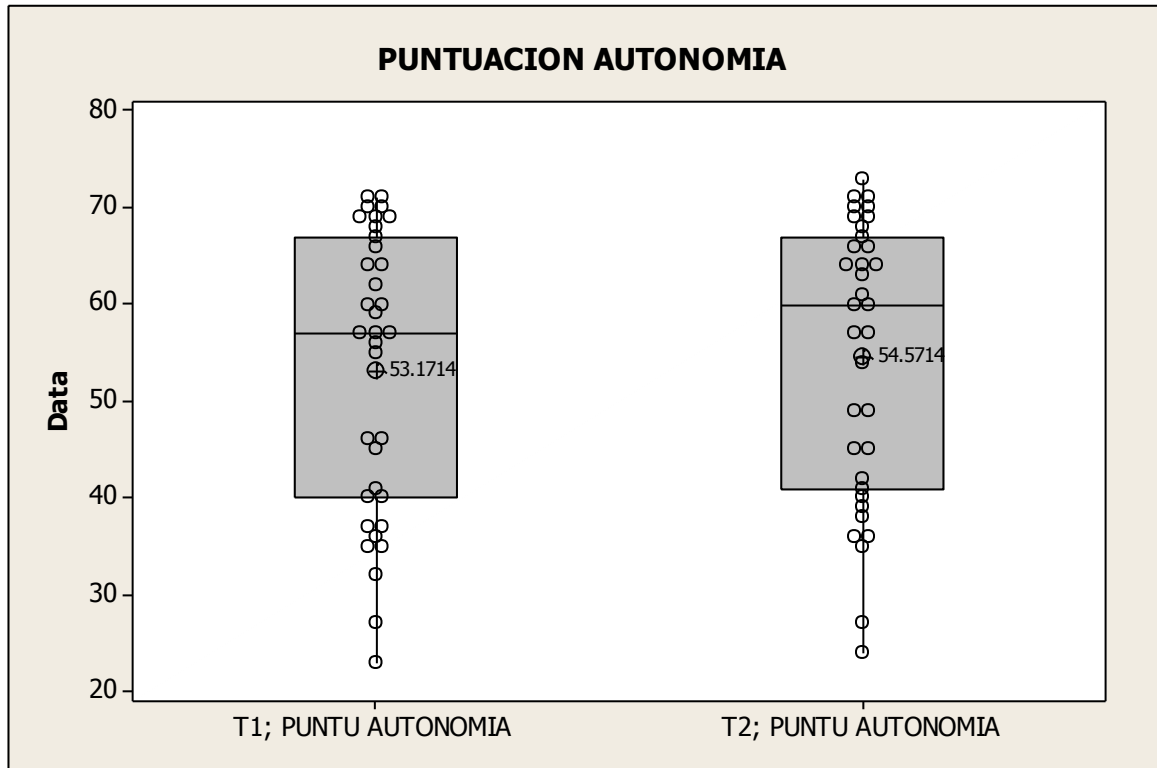 PUNTUACION AUTONOMIA
80
70
60
50
40
30
20
Data
53.1714
54.5714
T1; PUNTU AUTONOMIA
T2; PUNTU AUTONOMIA